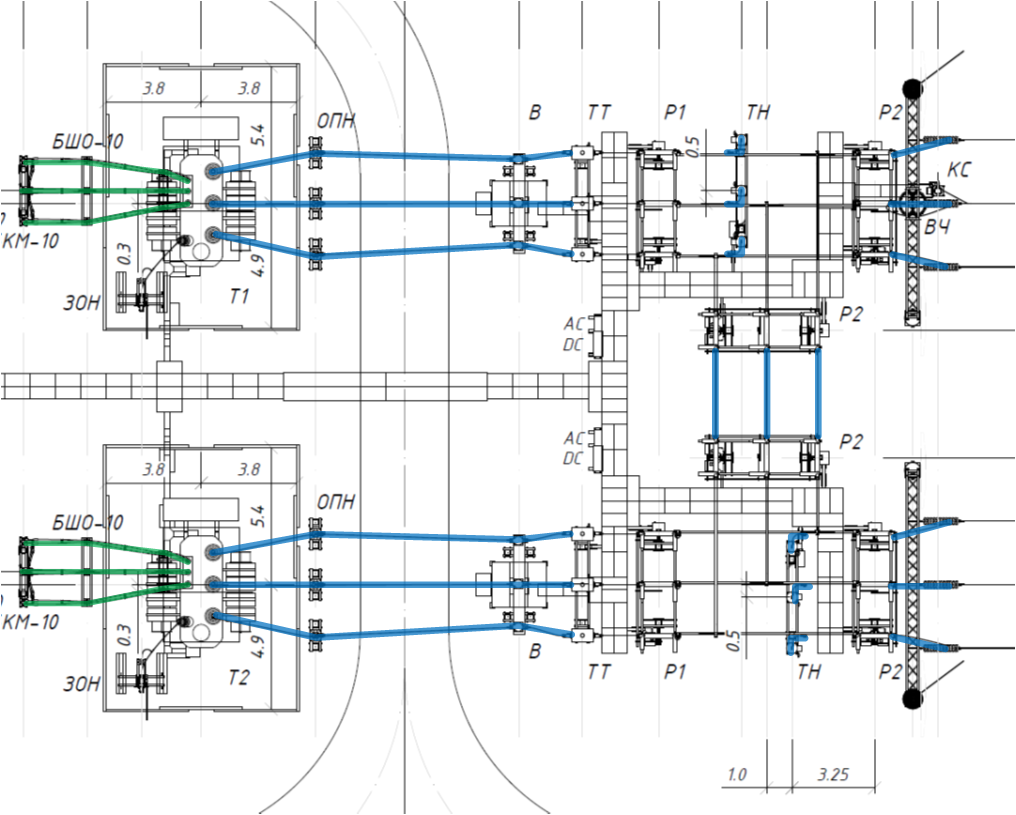 3.8 3.8
ОПН В ТТ Р1 ТН Р2
БШО-10 5.4 0.5
КС
КМ-10 ВЧ
0.3 4.9
ЗОН Т1
АС
DC
Р2
АС
DC
Р2
3.8 3.8
ОПН
БШО-10 5.4
КМ-10
0.3 4.9 0.5
ЗОН Т2 В ТТ Р1 ТН Р2
1.0 3.25